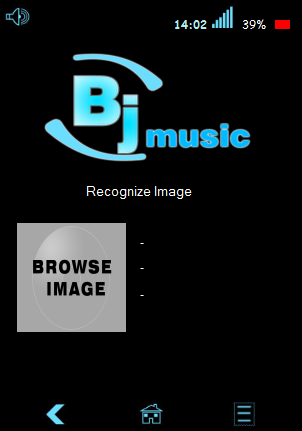 14:02 39%
Bj music
Recognize Image
BROWSE
IMAGE
-
-
-